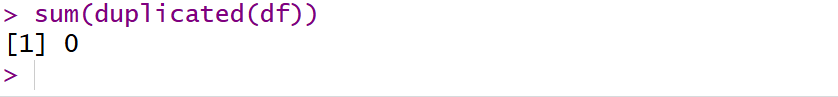 > sum(duplicated(df))
[1] 0
>